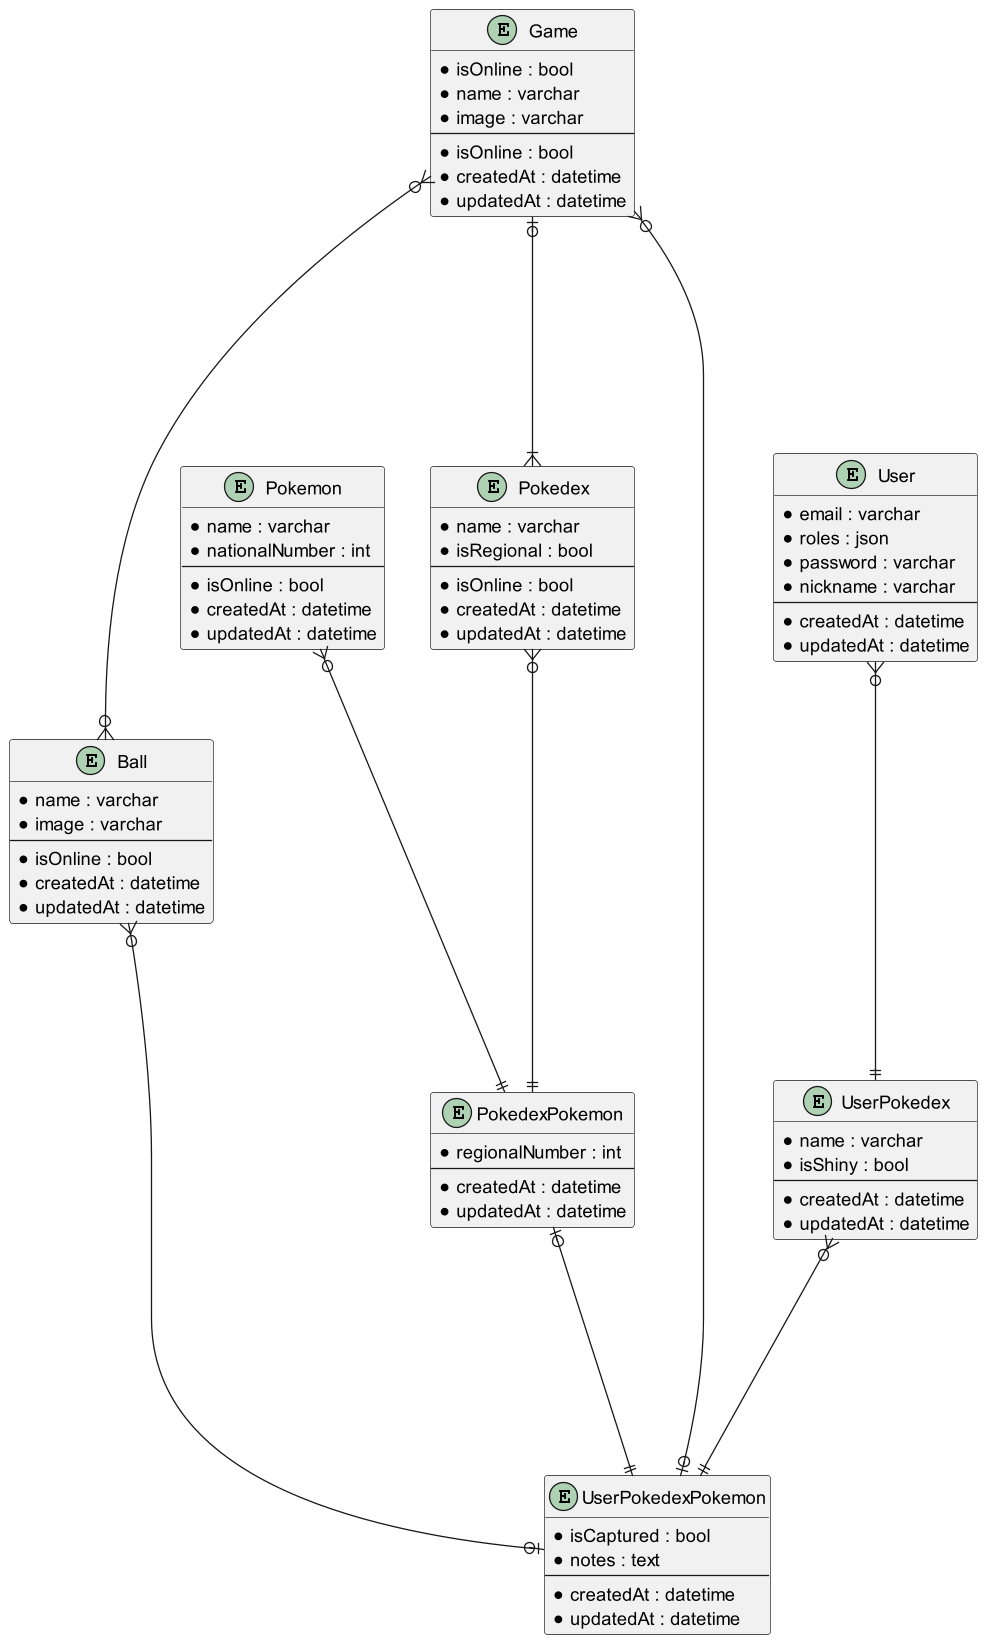 E Game
isOnline : bool
name : varchar
image : varchar
isOnline : bool
createdAt : datetime
updatedAt : datetime
E Pokemon
name : varchar
nationalNumber : int
isOnline : bool
createdAt : datetime
updatedAt : datetime
E Pokedex
name : varchar
isRegional : bool
isOnline : bool
createdAt : datetime
updatedAt : datetime
E User
email : varchar
roles : json
password : varchar
nickname : varchar
createdAt : datetime
updatedAt : datetime
E Ball
name : varchar
image : varchar
isOnline : bool
createdAt : datetime
updatedAt : datetime
E PokedexPokemon
regionalNumber : int
createdAt : datetime
updatedAt : datetime
E UserPokedex
name : varchar
isShiny : bool
createdAt : datetime
updatedAt : datetime
E UserPokedexPokemon
isCaptured : bool
notes : text
createdAt : datetime
updatedAt : datetime